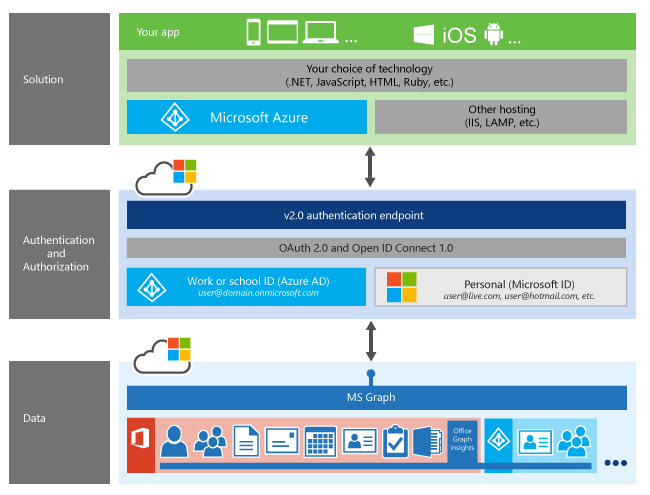 Solution
Your app
...
iOS
...
Your choice of technology
(.NET, JavaScript, HTML, Ruby, etc.)
Microsoft Azure
Other hosting
(IIS, LAMP, etc.)
Authentication
and
Authorization
v2.0 authentication endpoint
OAuth 2.0 and Open ID Connect 1.0
Work or school ID (Azure AD)
user@domain.onmicrosoft.com
Personal (Microsoft ID)
user@live.com, user@hotmail.com, etc.
Data
MS Graph
Office
Graph
insights